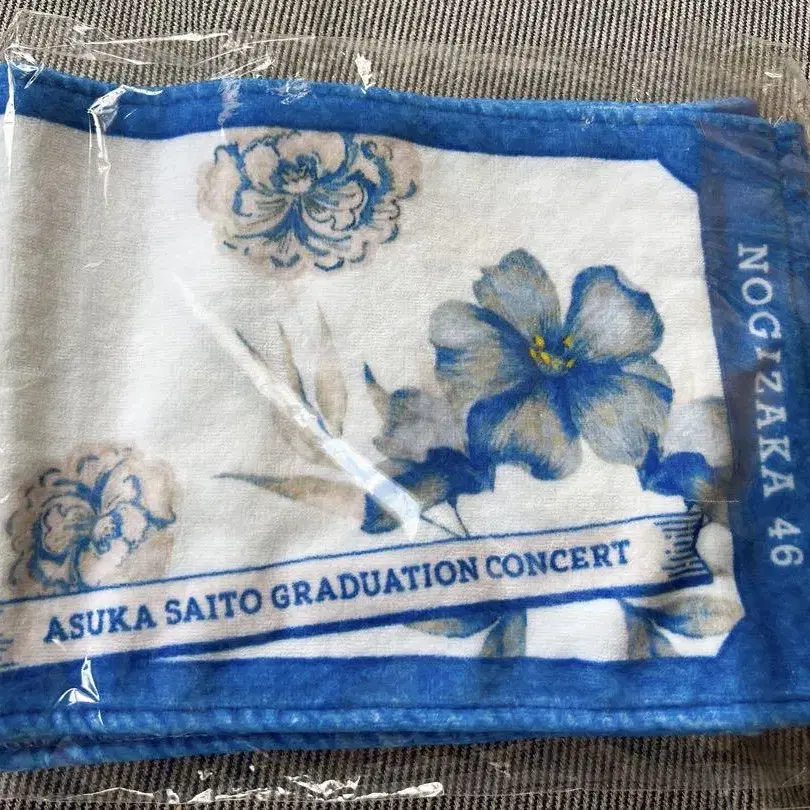 NOGIZAKA 46
ASUKA SAITO GRADUATION CONCERT